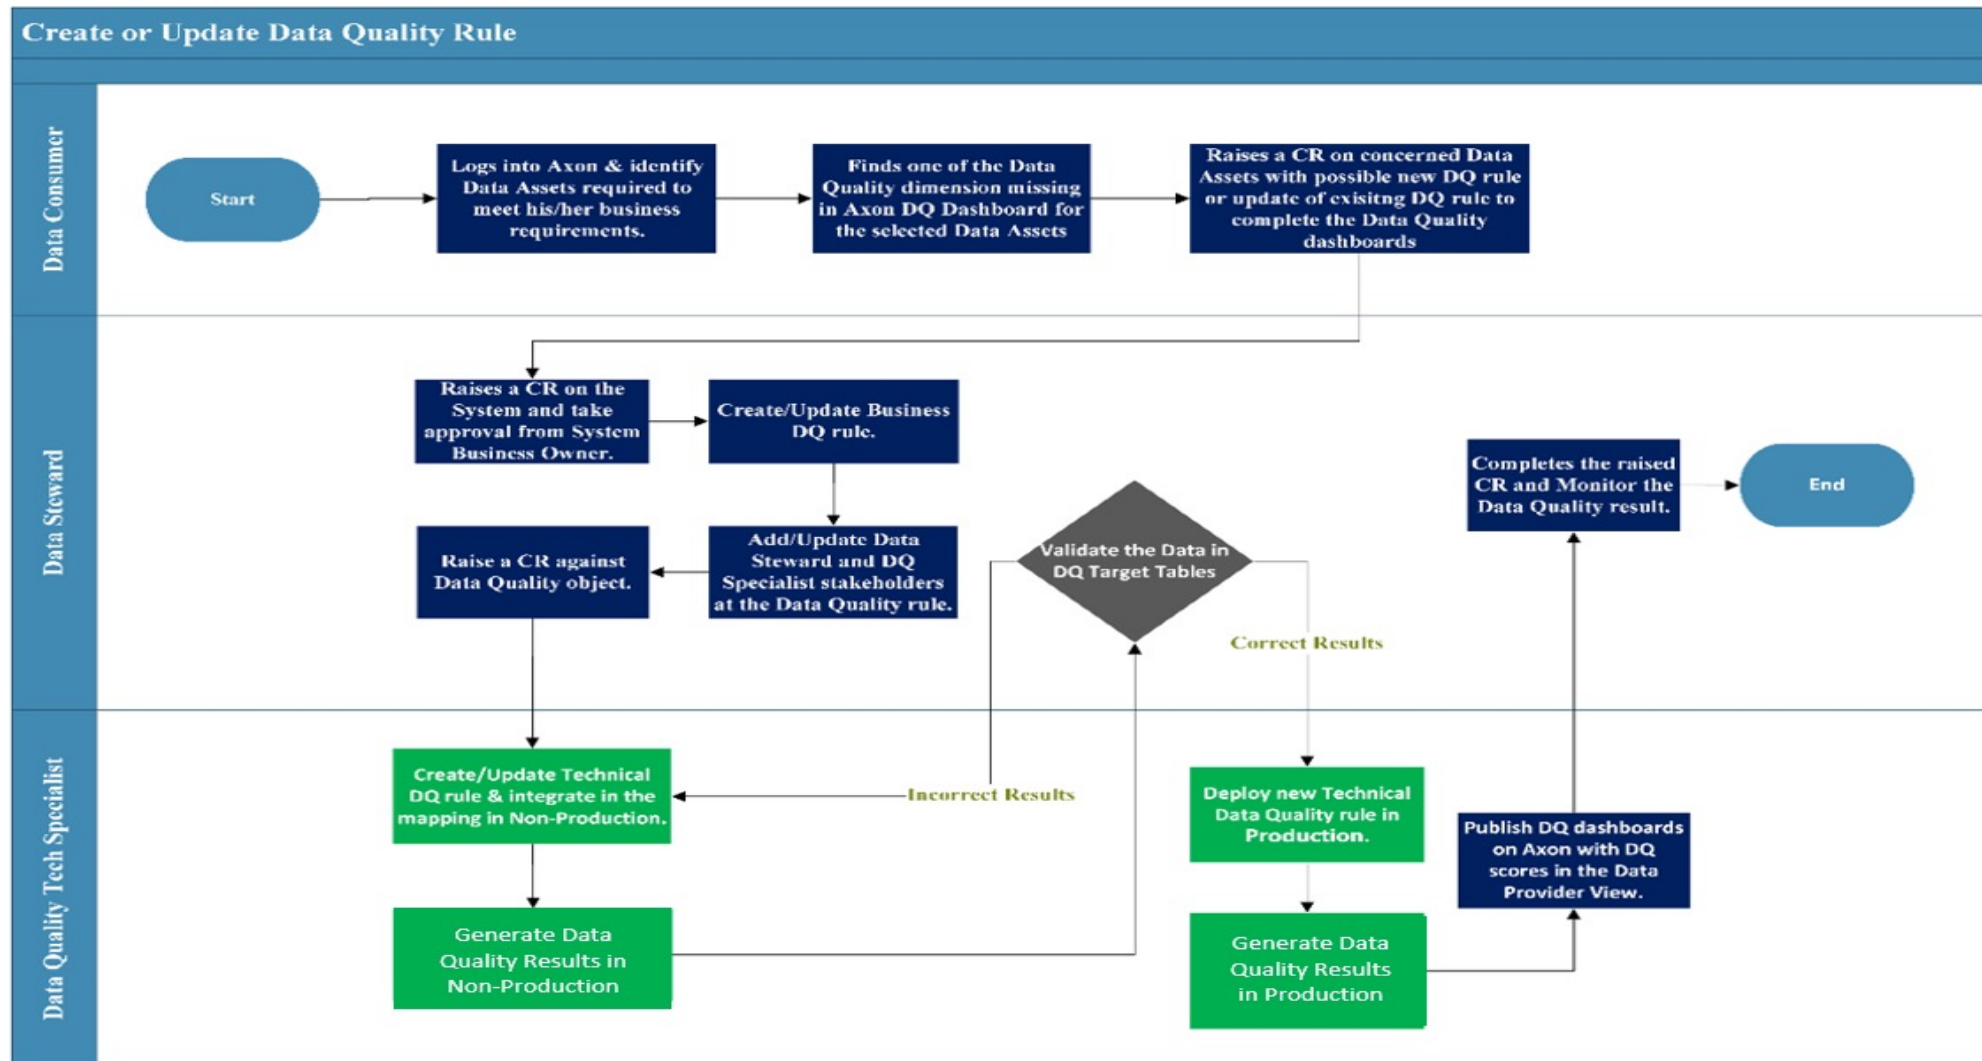 Create or Update Data Quality Rule
Data Consumer
Start
Logs into Axon & identify
Data Assets required to
meet his/her business
requirements.
Finds one of the Data
Quality dimension missing
in Axon DQ Dashboard for
the selected Data Assets
Raises a CR on concerned Data
Assets with possible new DQ rule
or update of exisitng DQ rule to
complete the Data Quality
dashboards
Data Steward
Raises a CR on the
System and take
approval from System
Business Owner.
Create/Update Business
DQ rule.
Add/Update Data
Steward and DQ
Specialist stakeholders
at the Data Quality rule.
Raise a CR against
Data Quality object.
Validate the Data in
DQ Target Tables
Correct Results
Incorrect Results
Completes the raised
CR and Monitor the
Data Quality result.
End
Data Quality Tech Specialist
Create/Update Technical
DQ rule & integrate in the
mapping in Non-Production.
Generate Data
Quality Results in
Non-Production
Deploy new Technical
Data Quality rule in
Production.
Generate Data
Quality Results
in Production
Publish DQ dashboards
on Axon with DQ
scores in the Data
Provider View.